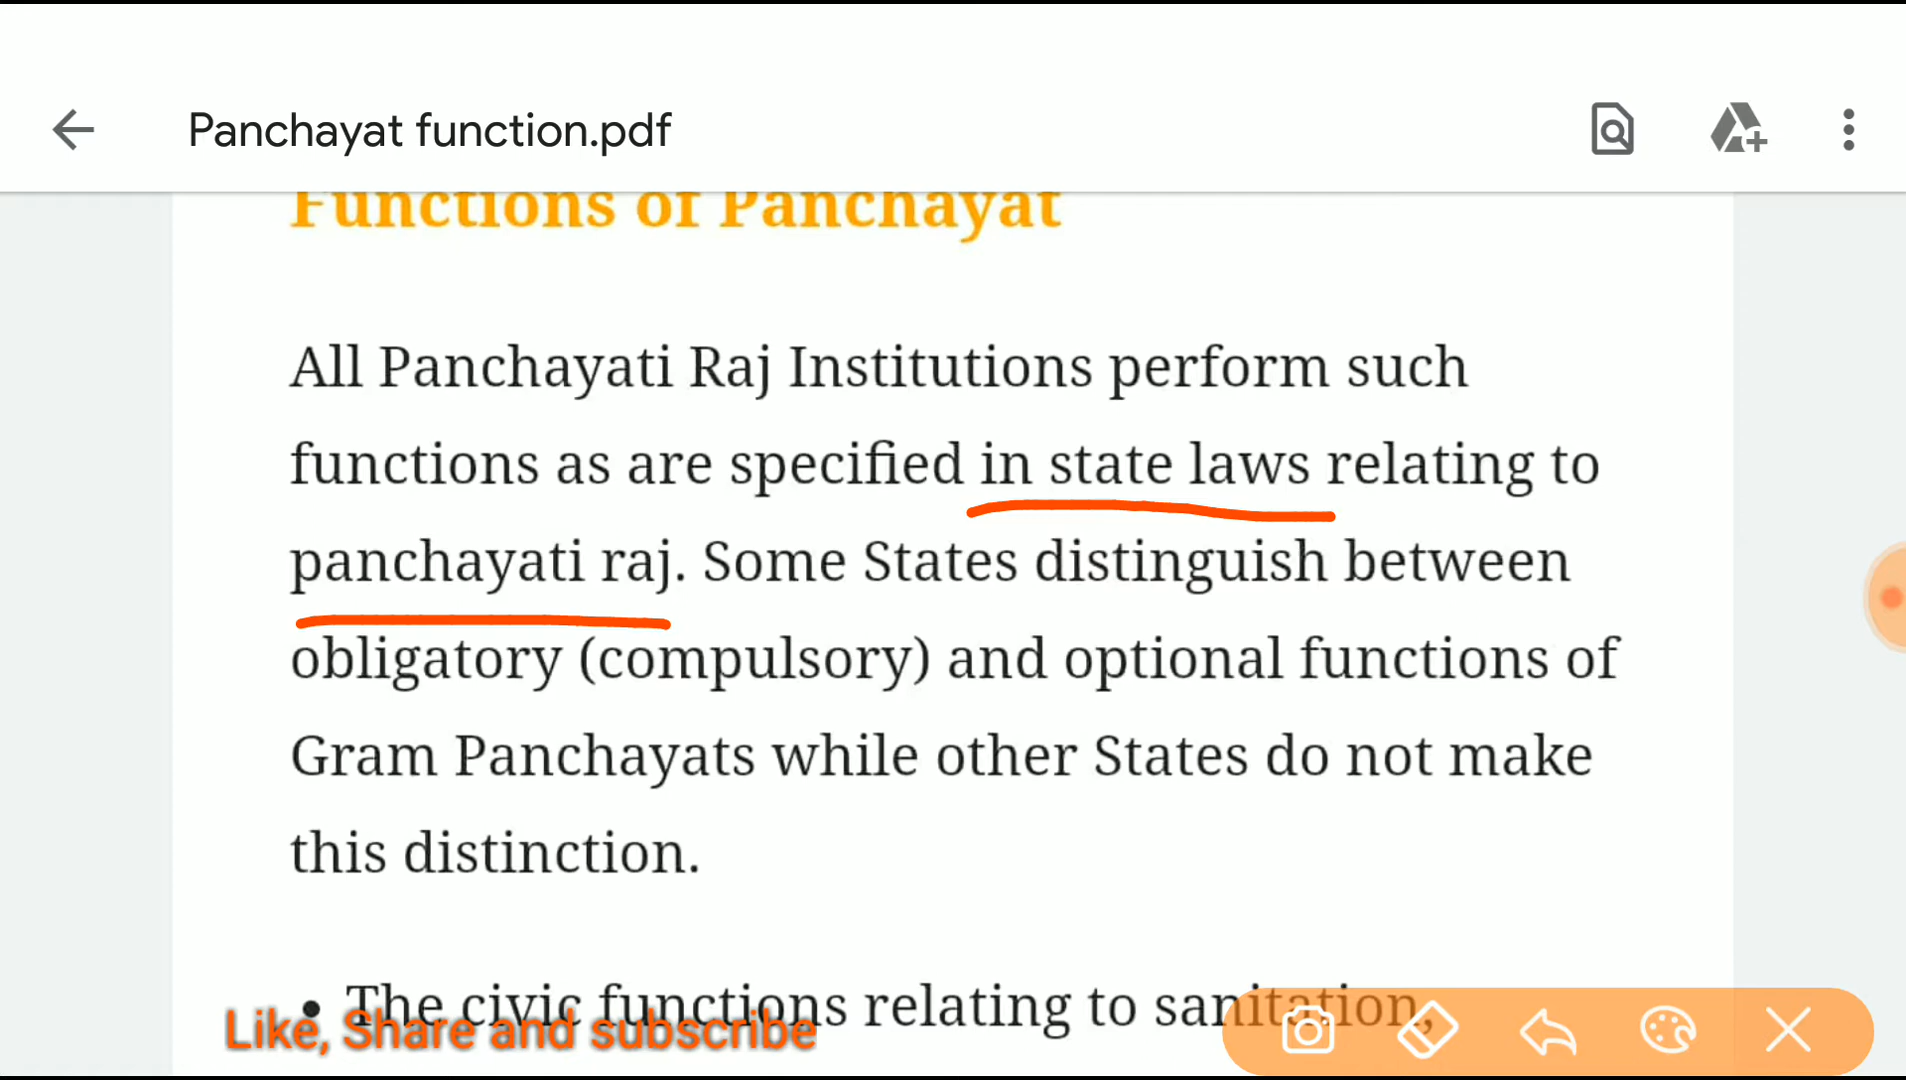 Panchayat function.pdf
Functions of Panchayat
All Panchayati Raj Institutions perform such
functions as are specified in state laws relating to
panchayati raj. Some States distinguish between
obligatory (compulsory) and optional functions of
Gram Panchayats while other States do not make
this distinction.
• The civic functions relating to sanitation,
Like, Share and subscribe